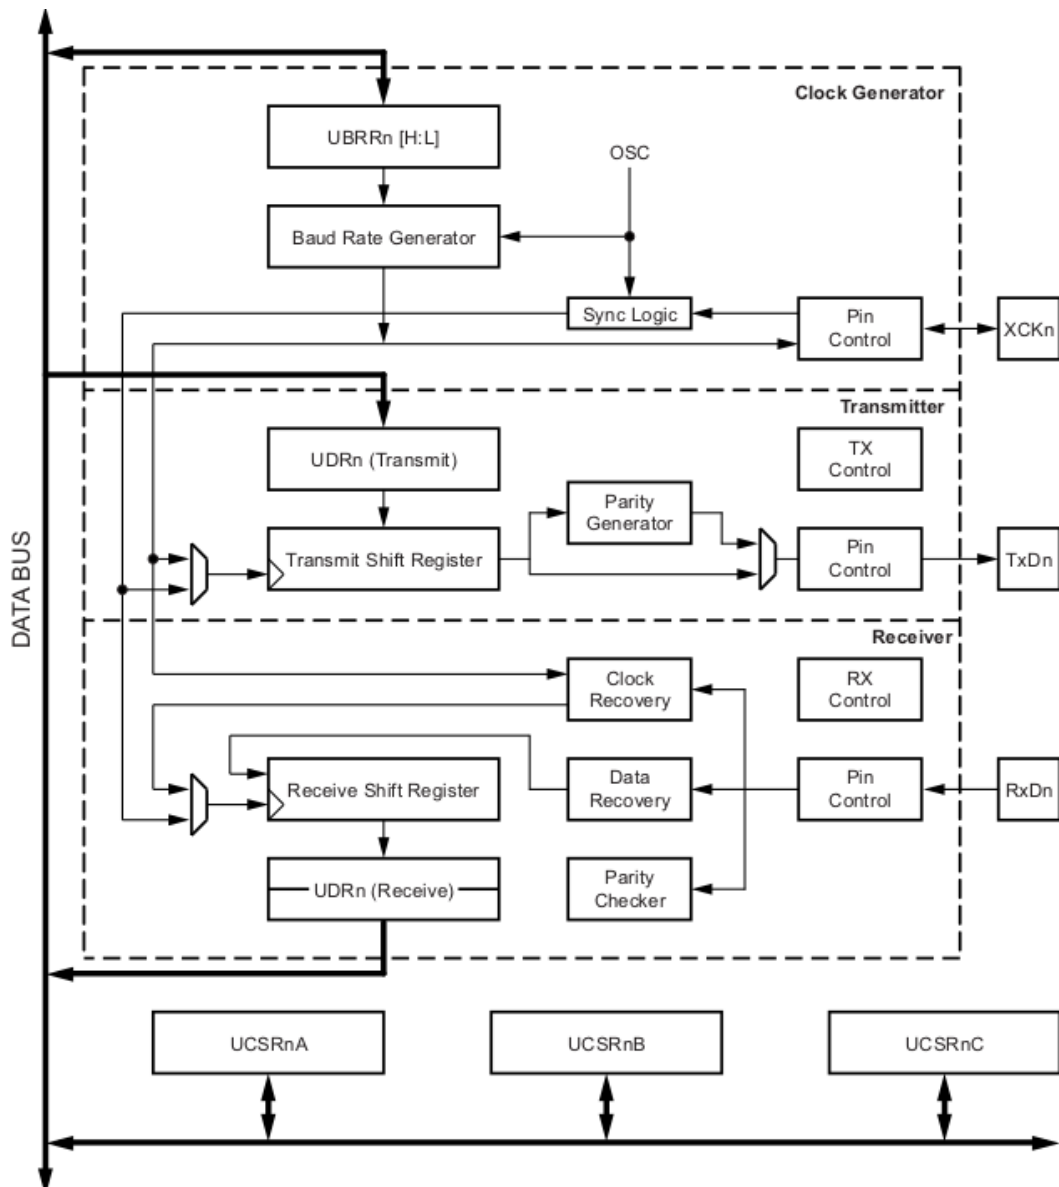 Clock Generator
UBRRn [H:L]
OSC
Baud Rate Generator
Sync Logic
Pin
Control
XCKn
Transmitter
UDRn (Transmit)
TX
Control
Parity
Generator
Transmit Shift Register
Pin
Control
TxDn
DATA BUS
Receiver
Clock
Recovery
RX
Control
Receive Shift Register
Data
Recovery
Pin
Control
RxDn
UDRn (Receive)
Parity
Checker
UCSRnA
UCSRnB
UCSRnC